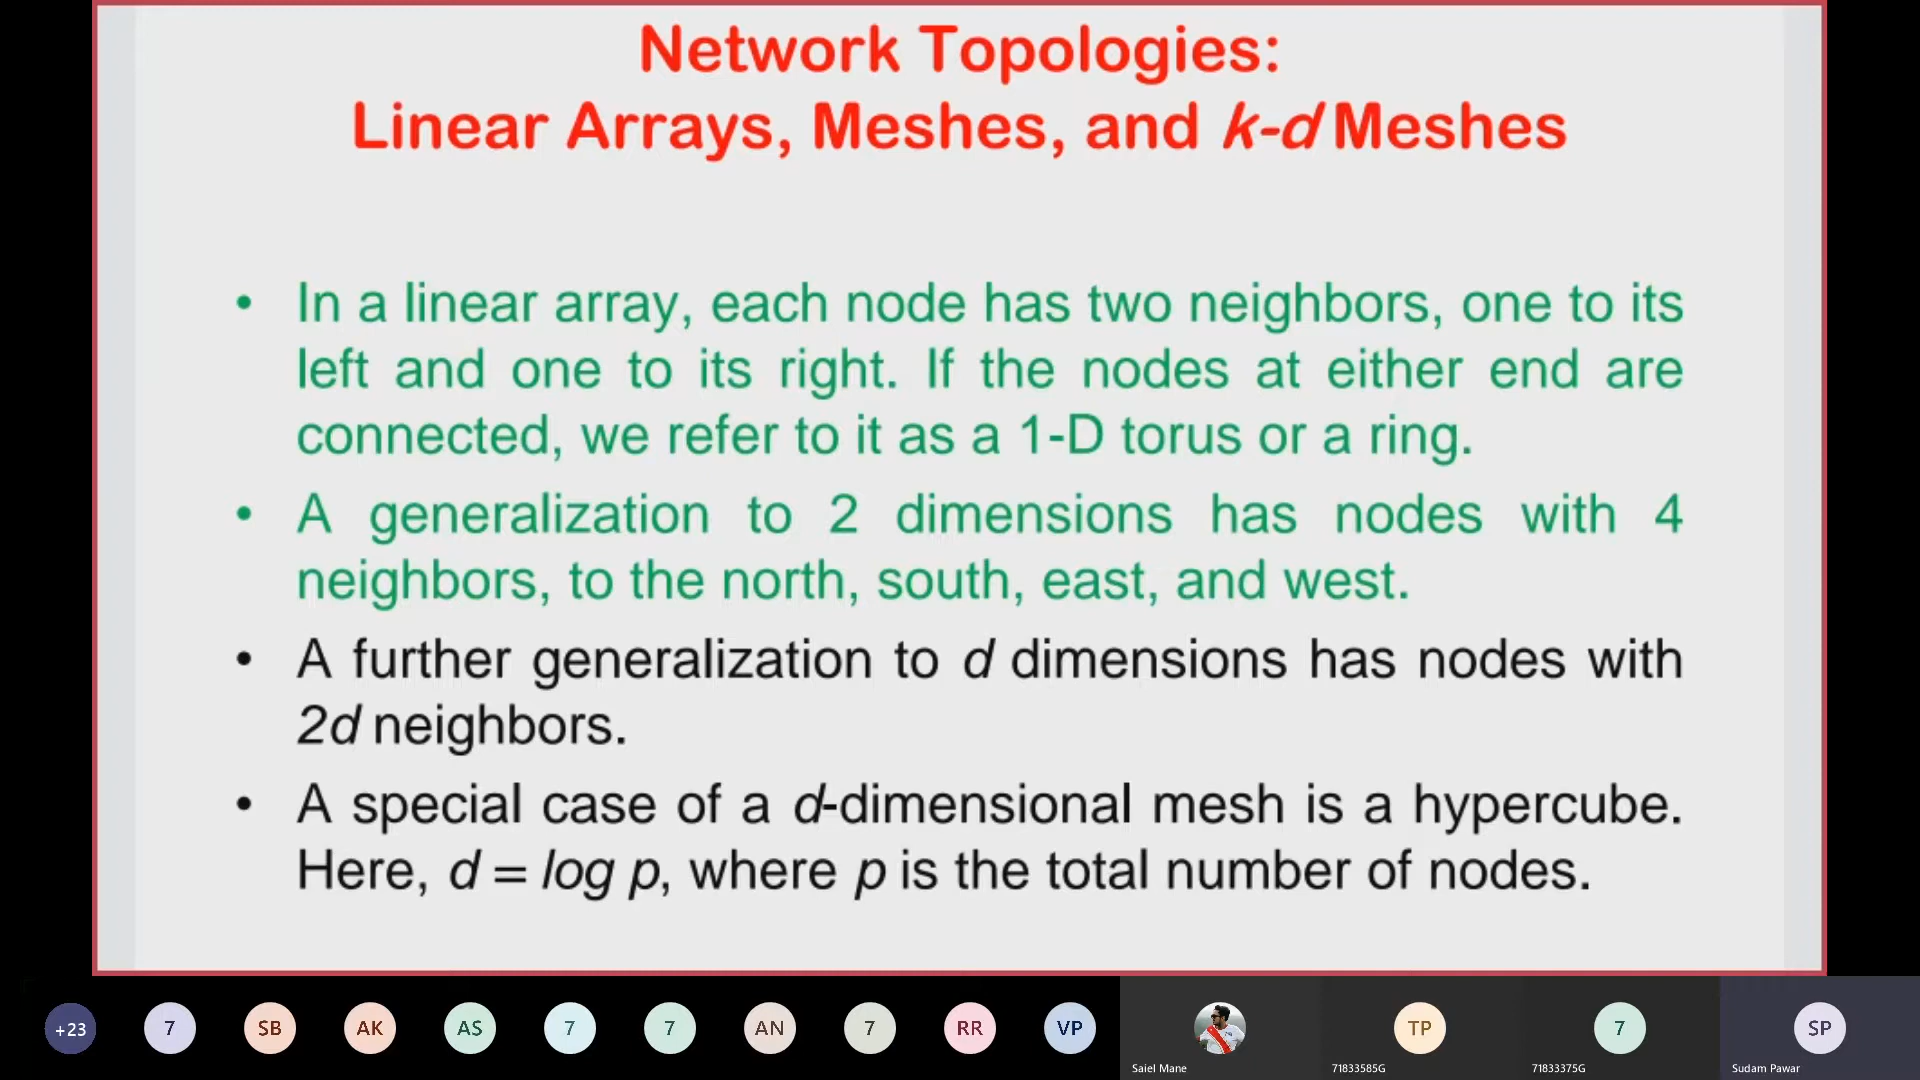 Network Topologies:
Linear Arrays, Meshes, and k-d Meshes
• In a linear array, each node has two neighbors, one to its
left and one to its right. If the nodes at either end are
connected, we refer to it as a 1-D torus or a ring.
• A generalization to 2 dimensions has nodes with 4
neighbors, to the north, south, east, and west.
• A further generalization to d dimensions has nodes with
2d neighbors.
• A special case of a d-dimensional mesh is a hypercube.
Here, d = log p, where p is the total number of nodes.
+23 7 SB AK AS 7 7 AN 7 RR VP TP 7 SP
Saiel Mane 71833585G 71833375G Sudam Pawar